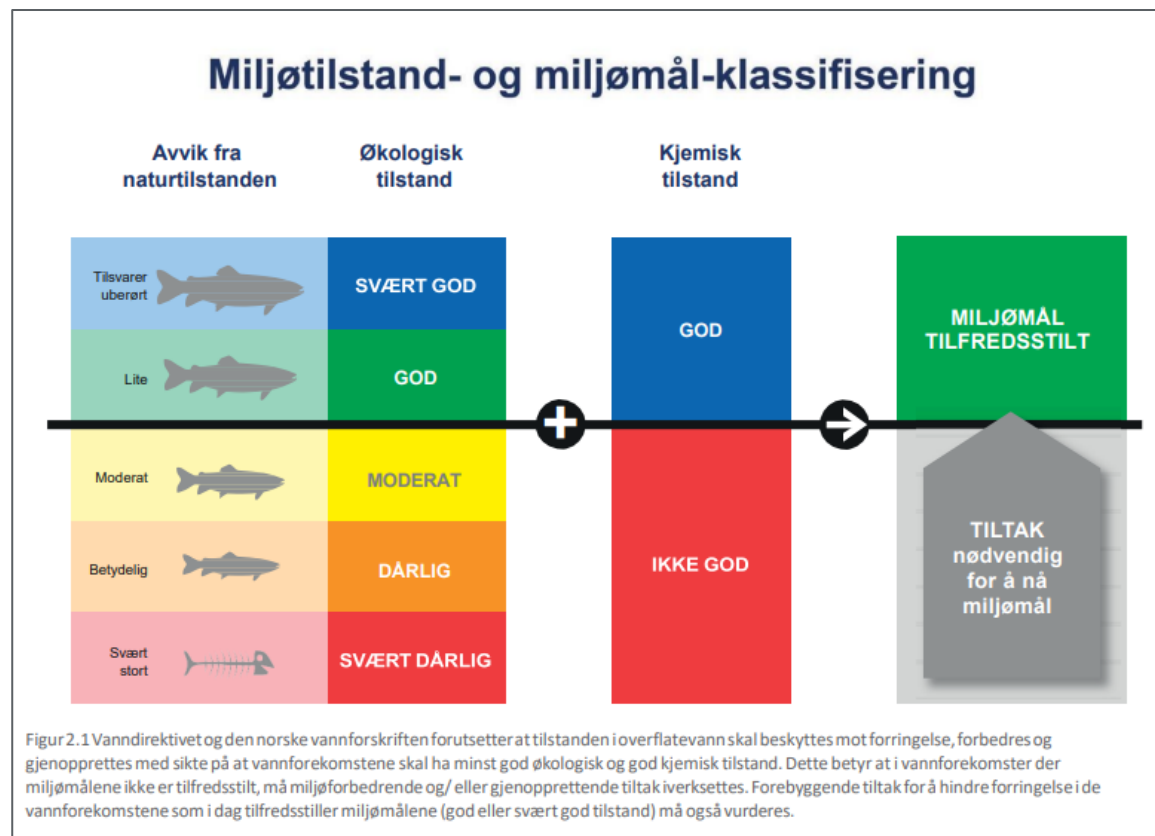 Miljøtilstand- og miljømål-klassifisering
Avvik fra
naturtilstanden
Økologisk
tilstand
Kjemisk
tilstand
Tilsvarer
uberørt
SVÆRT GOD
Lite
GOD
GOD
MILJØMÅL
TILFREDSSTILT
Moderat
MODERAT
Betydelig
DÅRLIG
IKKE GOD
TILTAK
nødvendig
for å nå
miljømål
Svært
stort
SVÆRT DÅRLIG
Figur 2.1 Vanndirektivet og den norske vannforskriften forutsetter at tilstanden i overflatevann skal beskyttes mot forringelse, forbedres og
gjenopprettes med sikte på at vannforekomstene skal ha minst god økologisk og god kjemisk tilstand. Dette betyr at i vannforekomster der
miljømålene ikke er tilfredsstilt, må miljøforbedrende og/ eller gjenopprettende tiltak iverksettes. Forebyggende tiltak for å hindre forringelse i de
vannforekomstene som i dag tilfredsstiller miljømålene (god eller svært god tilstand) må også vurderes.